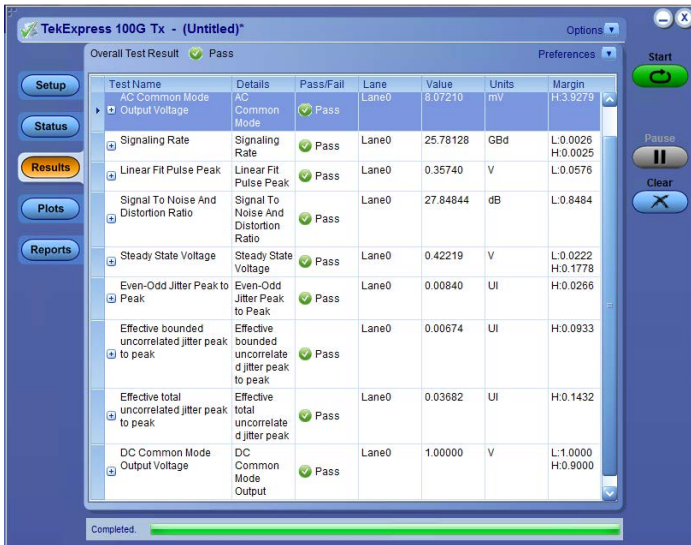 TekExpress 100G Tx - (Untitled)*
Options
Overall Test Result Pass
Preferences
Start
Pause
Clear
Setup
Status
Results
Plots
Reports
Test Name Details Pass/Fail Lane Value Units Margin
AC Common Mode
Output Voltage
AC
Common
Mode
Pass
Lane0
8.07210
mV
H:3.9279
Signaling Rate
Signaling
Rate
Pass
Lane0
25.78128
GBd
L:0.0026
H:0.0025
Linear Fit Pulse Peak
Linear Fit
Pulse Peak
Pass
Lane0
0.35740
V
L:0.0576
Signal To Noise And
Distortion Ratio
Signal To
Noise And
Distortion
Ratio
Pass
Lane0
27.84844
dB
L:0.8484
Steady State Voltage
Steady State
Voltage
Pass
Lane0
0.42219
V
L:0.0222
H:0.1778
Even-Odd Jitter Peak to
Peak
Even-Odd
Jitter Peak
to Peak
Pass
Lane0
0.00840
UI
H:0.0266
Effective bounded
uncorrelated jitter peak
to peak
Effective
bounded
uncorrelate
d jitter peak
to peak
Pass
Lane0
0.00674
UI
H:0.0933
Effective total
uncorrelated jitter peak
to peak
Effective
total
uncorrelate
d jitter peak
Pass
Lane0
0.03682
UI
H:0.1432
DC Common Mode
Output Voltage
DC
Common
Mode
Output
Pass
Lane0
1.00000
V
L:1.0000
H:0.9000
Completed.